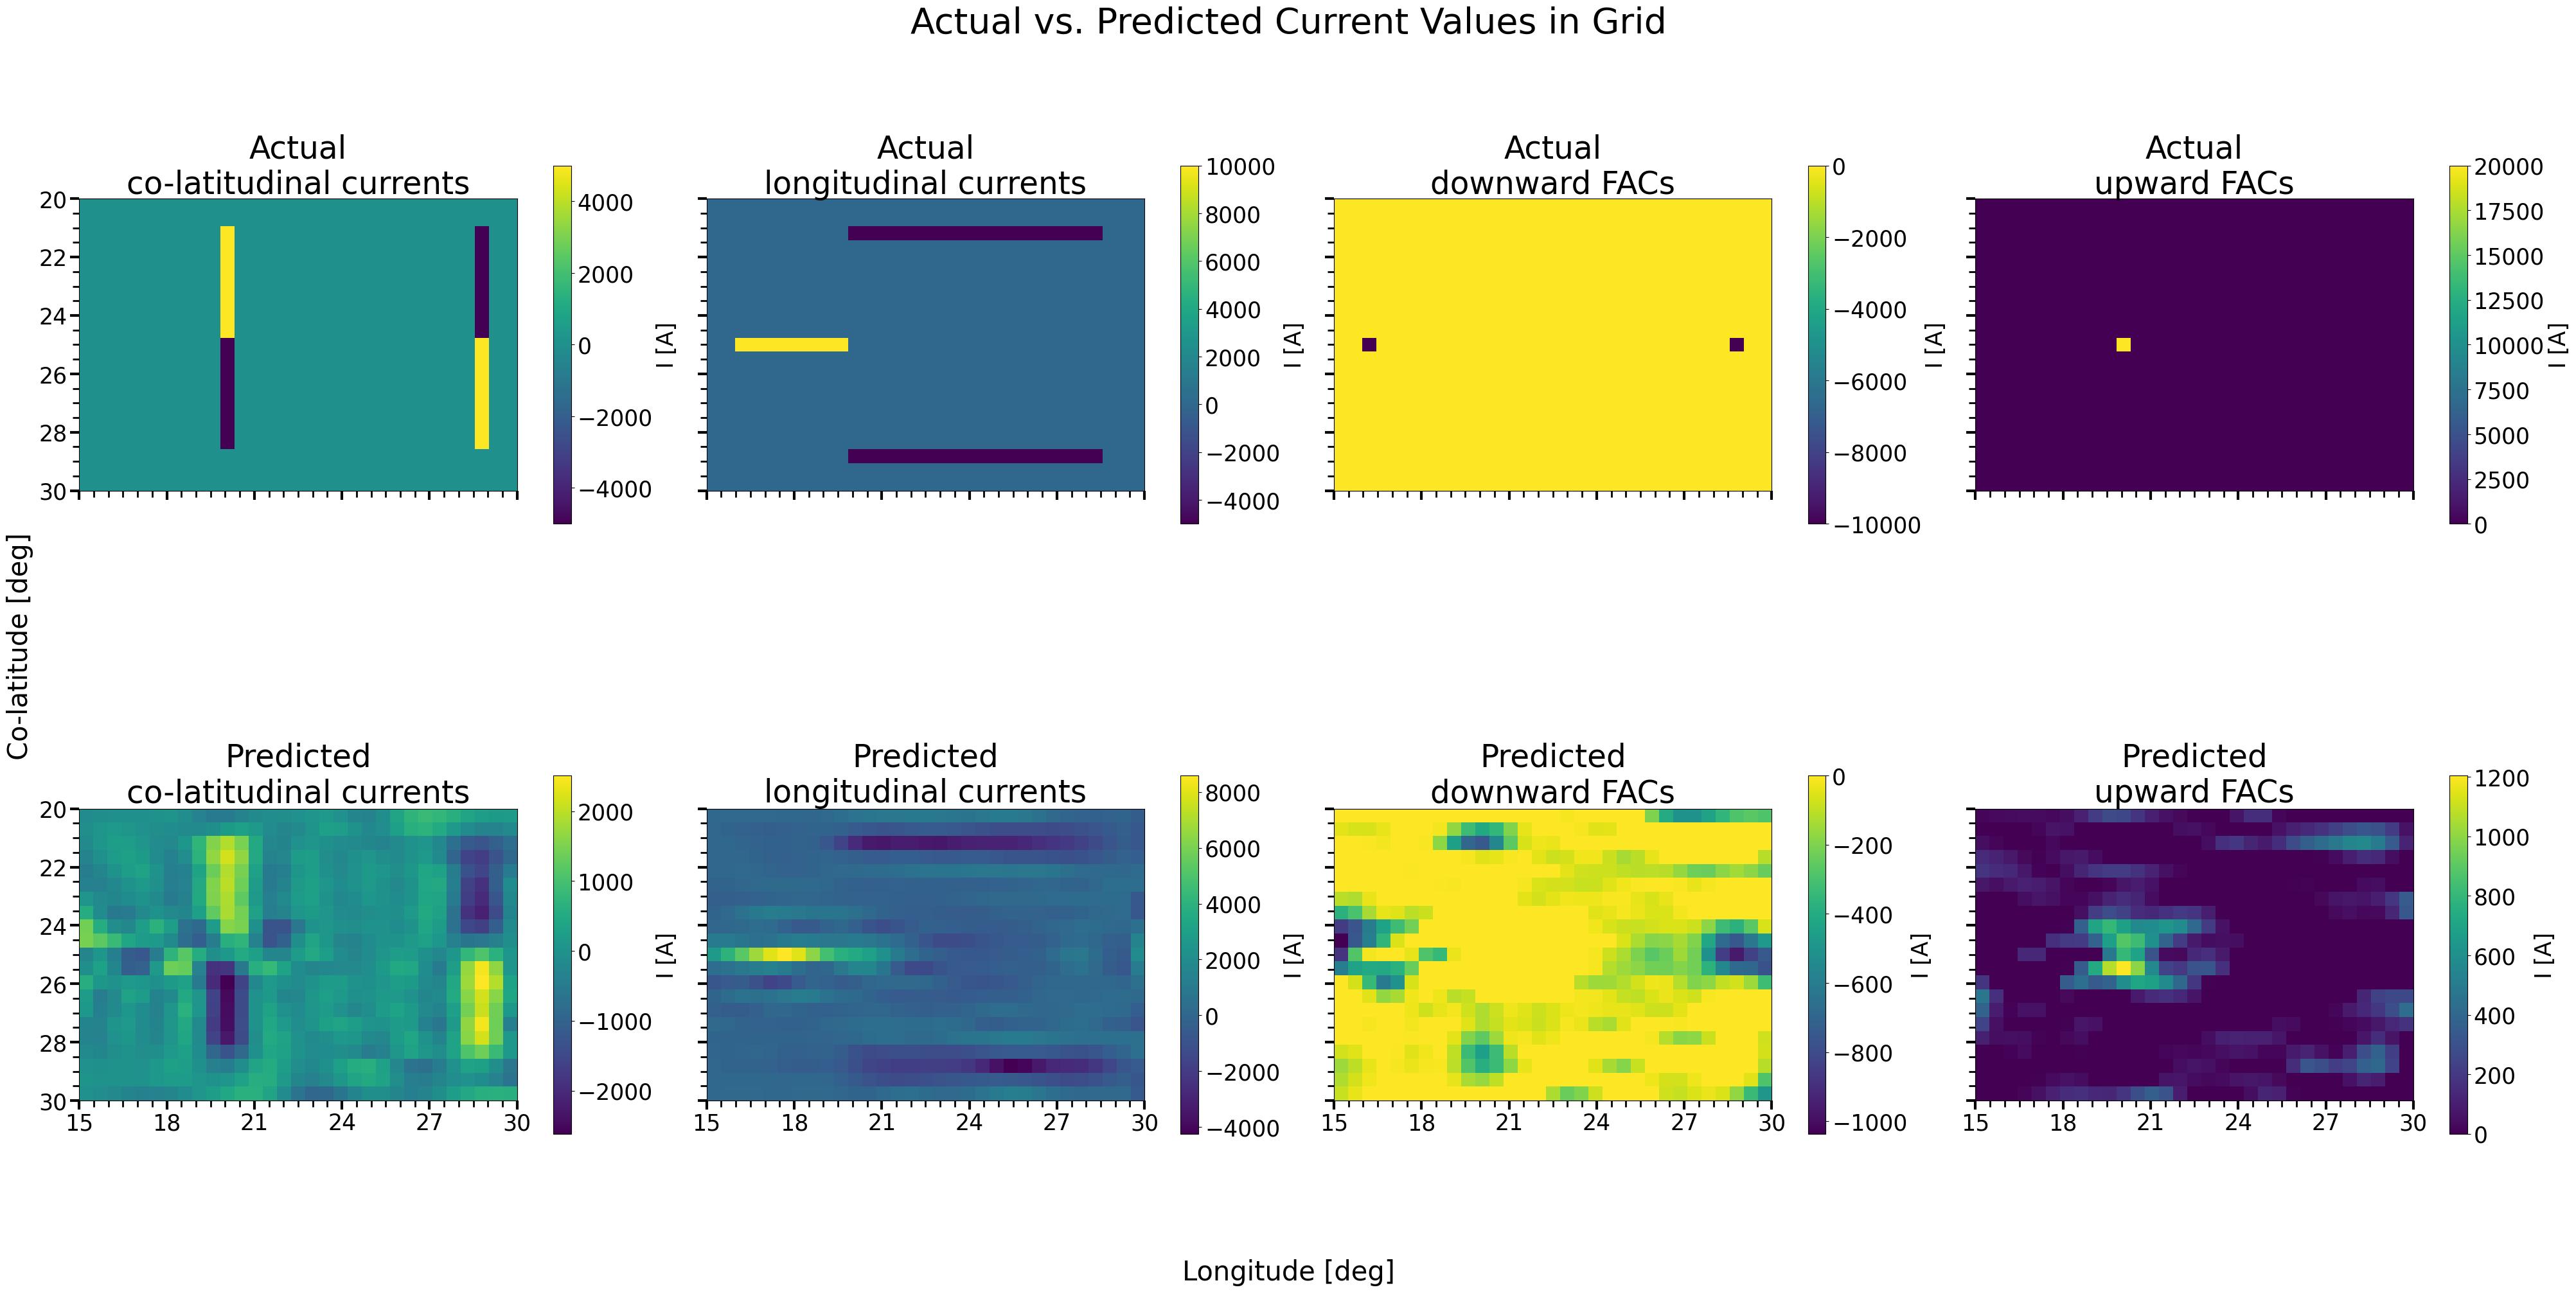 Actual vs. Predicted Current Values in Grid
Actual
co-latitudinal currents
Actual
longitudinal currents
Actual
downward FACs
Actual
upward FACs
20
22
24
26
28
30
4000
2000
0
−2000
−4000
I [A]
10000
8000
6000
4000
2000
0
−2000
−4000
I [A]
0
−2000
−4000
−6000
−8000
−10000
I [A]
20000
17500
15000
12500
10000
7500
5000
2500
0
I [A]
Co-latitude [deg]
Predicted
co-latitudinal currents
Predicted
longitudinal currents
Predicted
downward FACs
Predicted
upward FACs
20
22
24
26
28
30
15 18 21 24 27 30
2000
1000
0
−1000
−2000
I [A]
15 18 21 24 27 30
8000
6000
4000
2000
0
−2000
−4000
I [A]
15 18 21 24 27 30
0
−200
−400
−600
−800
−1000
I [A]
15 18 21 24 27 30
1200
1000
800
600
400
200
0
I [A]
Longitude [deg]